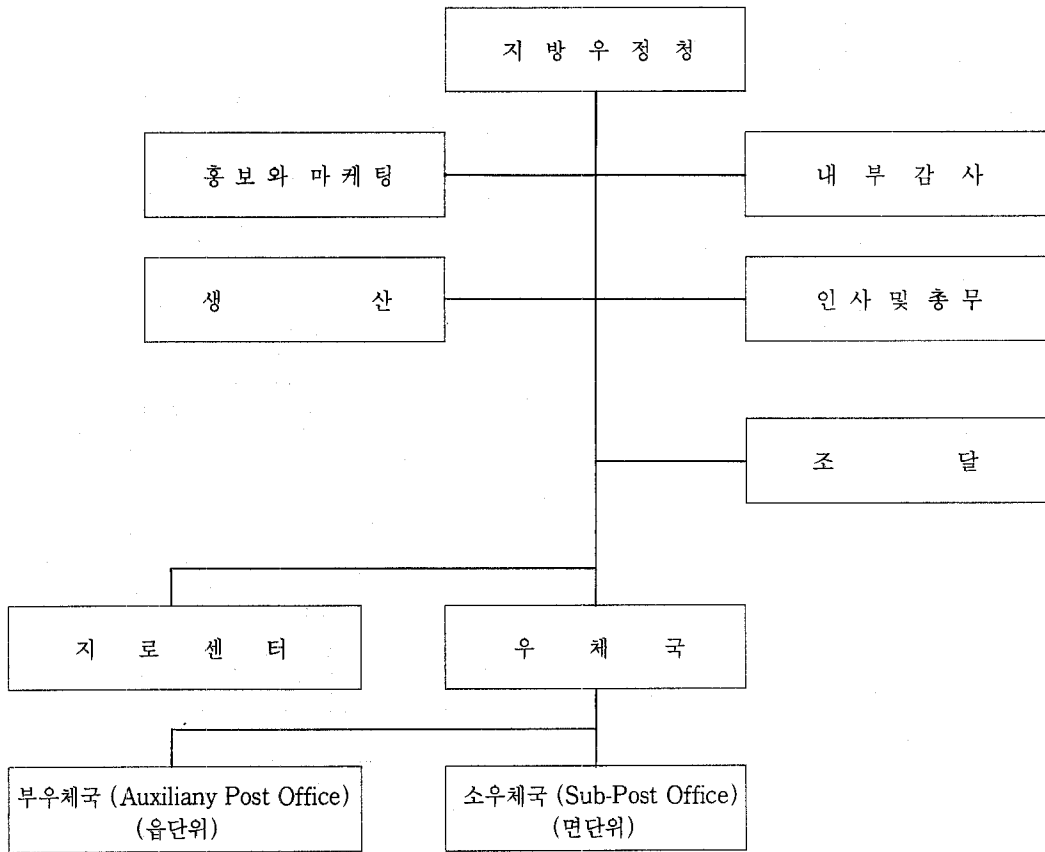 지 방 우 정 청
홍 보 와 마 케 팅
내 부 감 사
생 산
인 사 및 총 무
조 달
지 로 센 터
우 체 국
부우체국 (Auxiliany Post Office)
(읍단위)
소우체국 (Sub-Post Office)
(면단위)